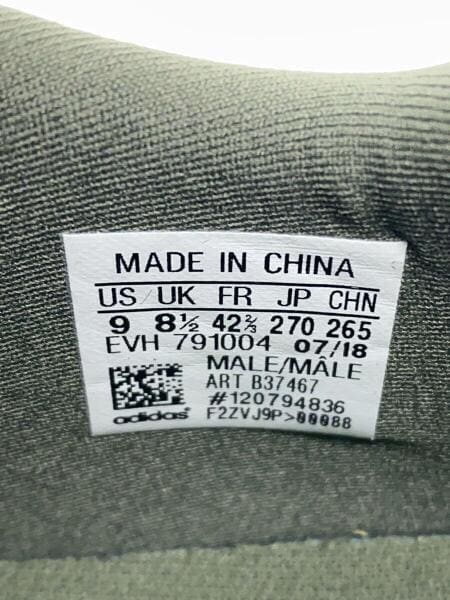 MADE IN CHINA
US UK FR JP CHN
9 8½ 42⅔ 270 265
EVH 791004 07/18
MALE/MÂLE
ART B37467
#120794836
adidas F2ZVJ9P>00088